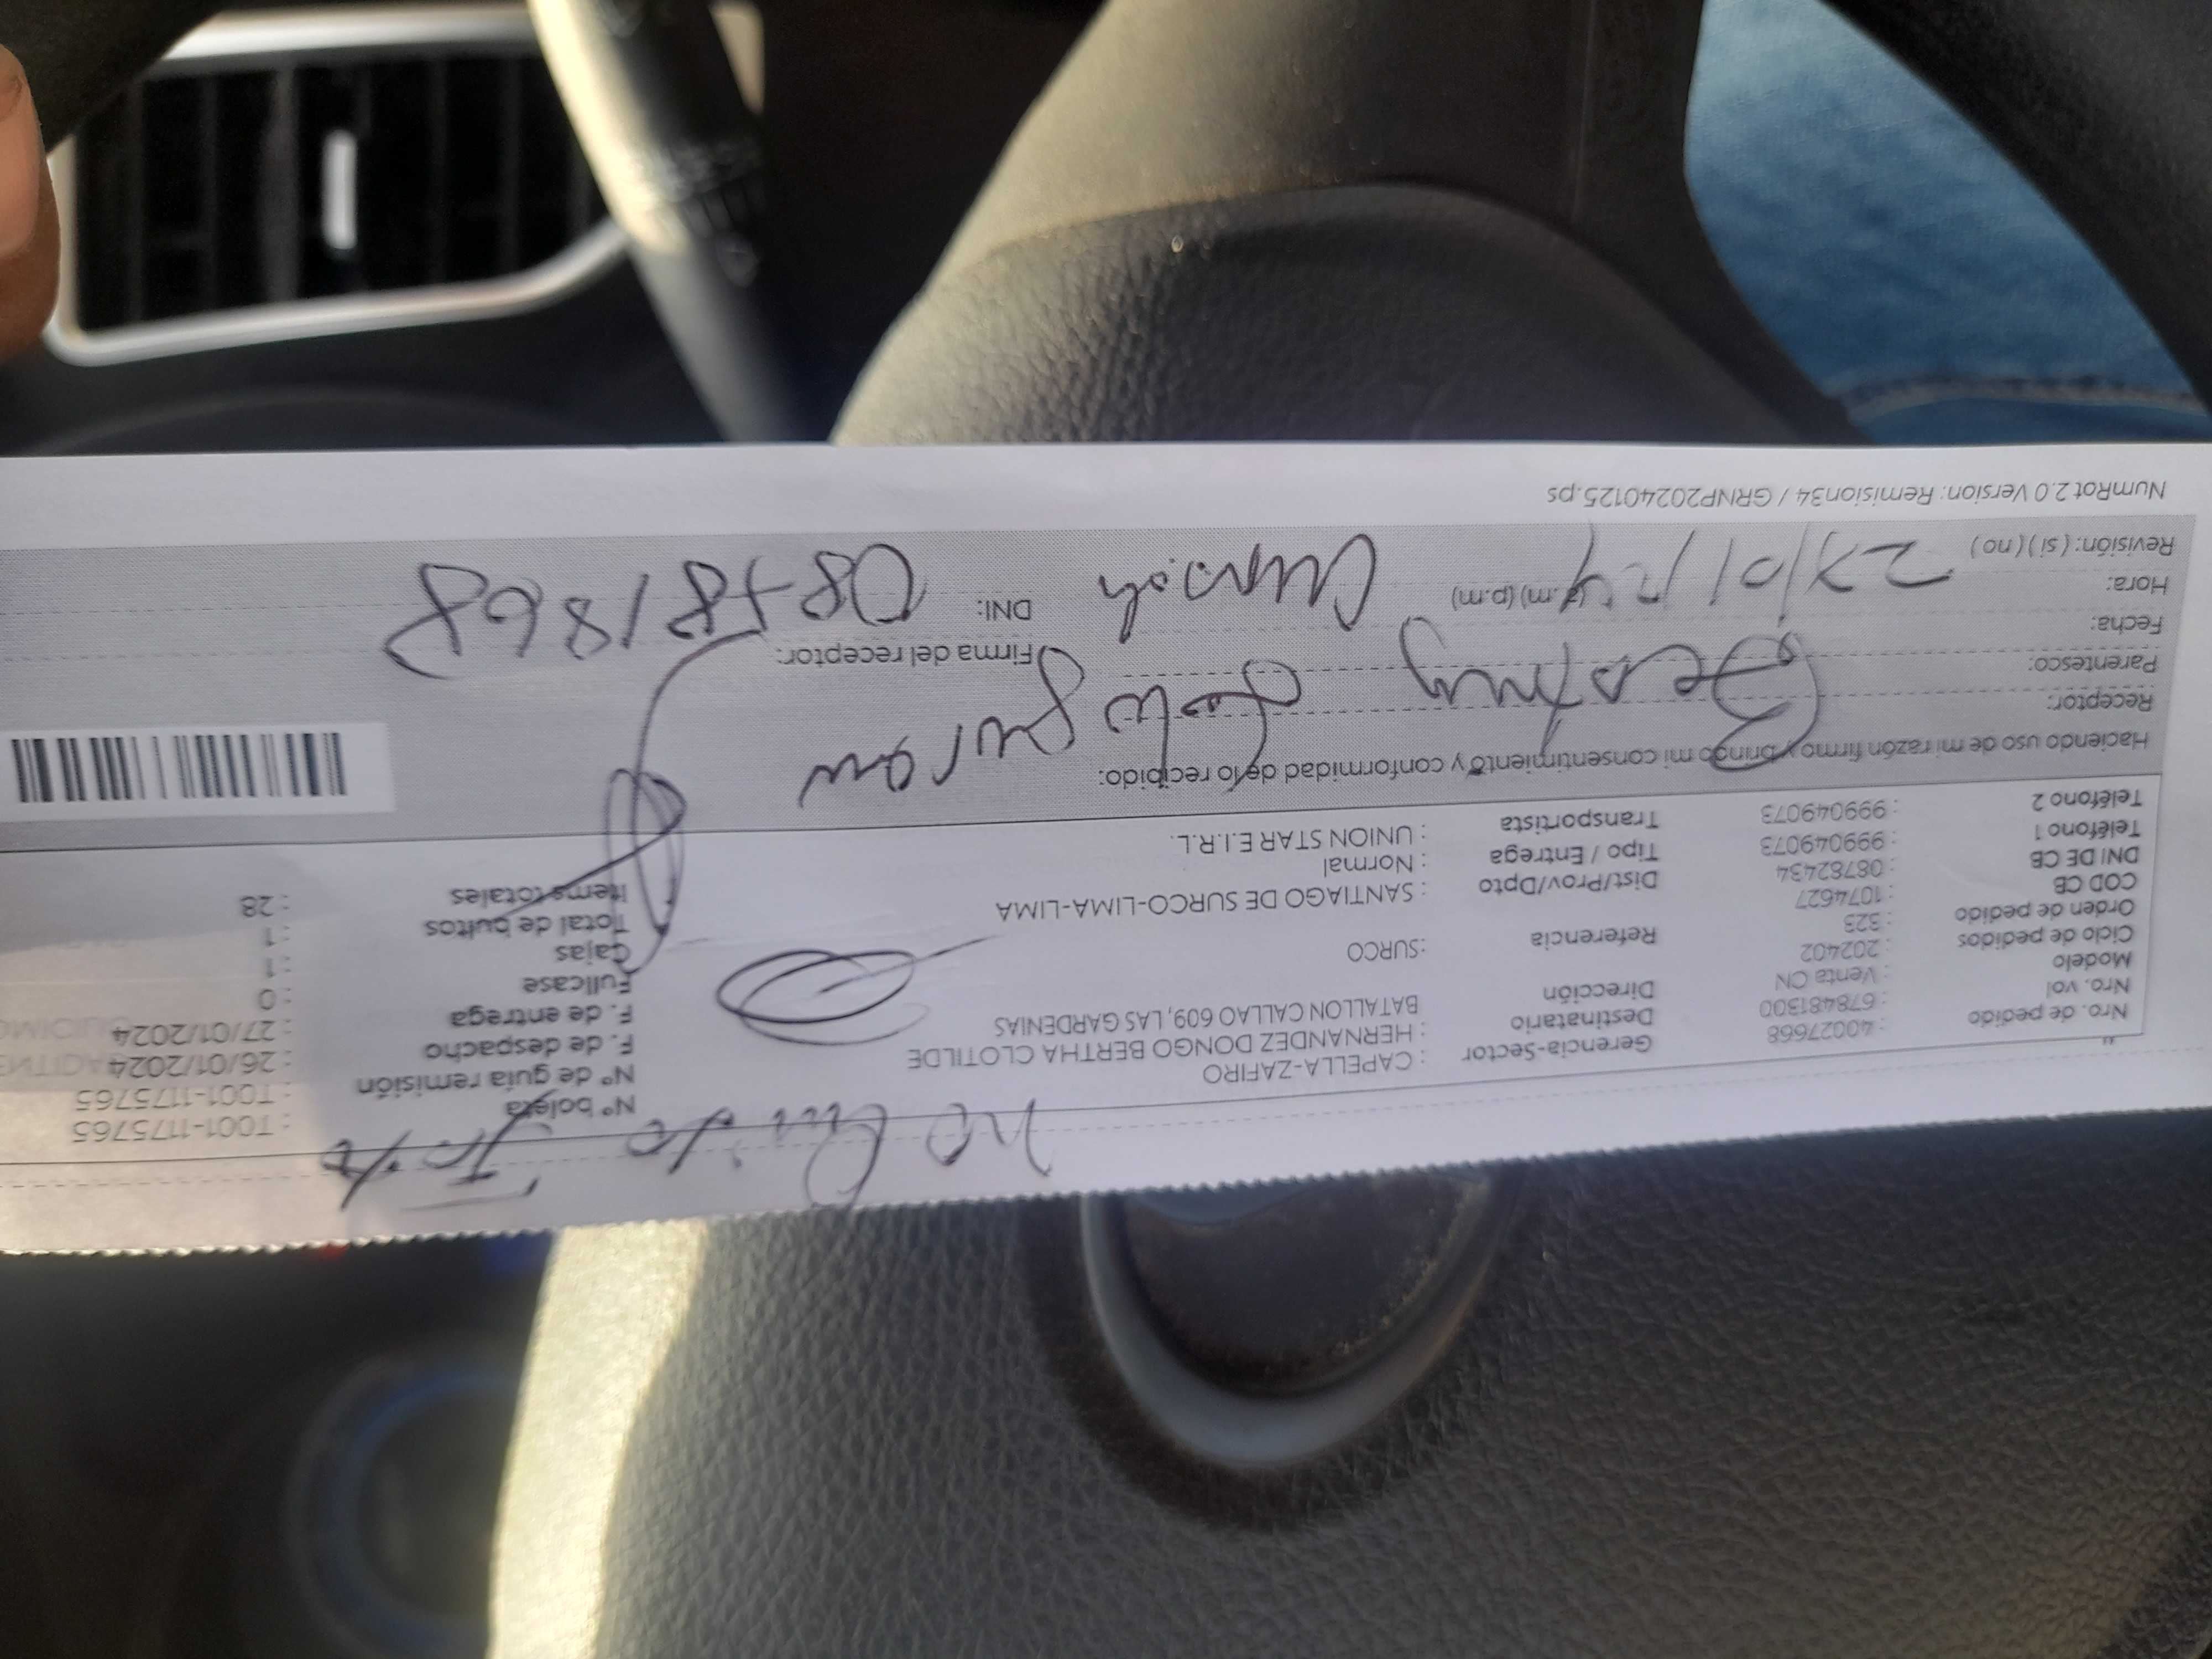 Nº boleta : T001-1175765
Nº de guía remisión : T001-1175765
F. de despacho : 26/01/2024
F. de entrega : 27/01/2024
Fullcase : 0
Cajas : 1
Total de bultos : 1
Items totales : 28
Gerencia-Sector : CAPELLA-ZAFIRO
Destinatario : HERNANDEZ DONGO BERTHA CLOTILDE
Dirección BATALLON CALLAO 609, LAS GARDENIAS
Referencia :SURCO
Dist/Prov/Dpto : SANTIAGO DE SURCO-LIMA-LIMA
Tipo / Entrega : Normal
Transportista : UNION STAR E.I.R.L.
Nro. de pedido :40027668
Nro. vol :678481300
Modelo : Venta CN
Ciclo de pedidos : 202402
Orden de pedido : 323
COD CB : 1074627
DNI DE CB : 08782434
Teléfono 1 : 999049073
Teléfono 2 : 999049073
Haciendo uso de mi razón firmo y brindo mi consentimiento y conformidad de lo recibido:
Receptor:
Parentesco:
Fecha:
Hora: (a.m) (p.m)
Revisión: ( si ) ( no )
27/01/24
Firma del receptor:
DNI: 08781868
NumRot 2.0 Version: Remision34 / GRNP20240125.ps